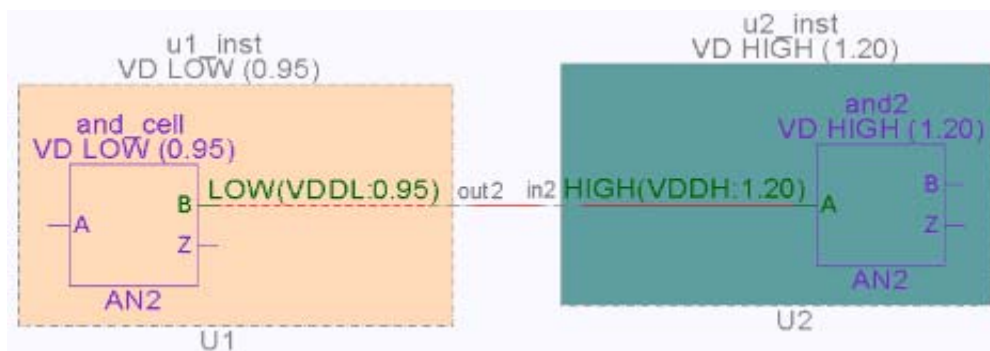 u1_inst
VD LOW (0.95)
and_cell
VD LOW (0.95)
B LOW(VDDL:0.95) out2
A
Z
AN2
U1
u2_inst
VD HIGH (1.20)
and2
VD HIGH (1.20)
in2 HIGH(VDDH:1.20) A
B
Z
AN2
U2